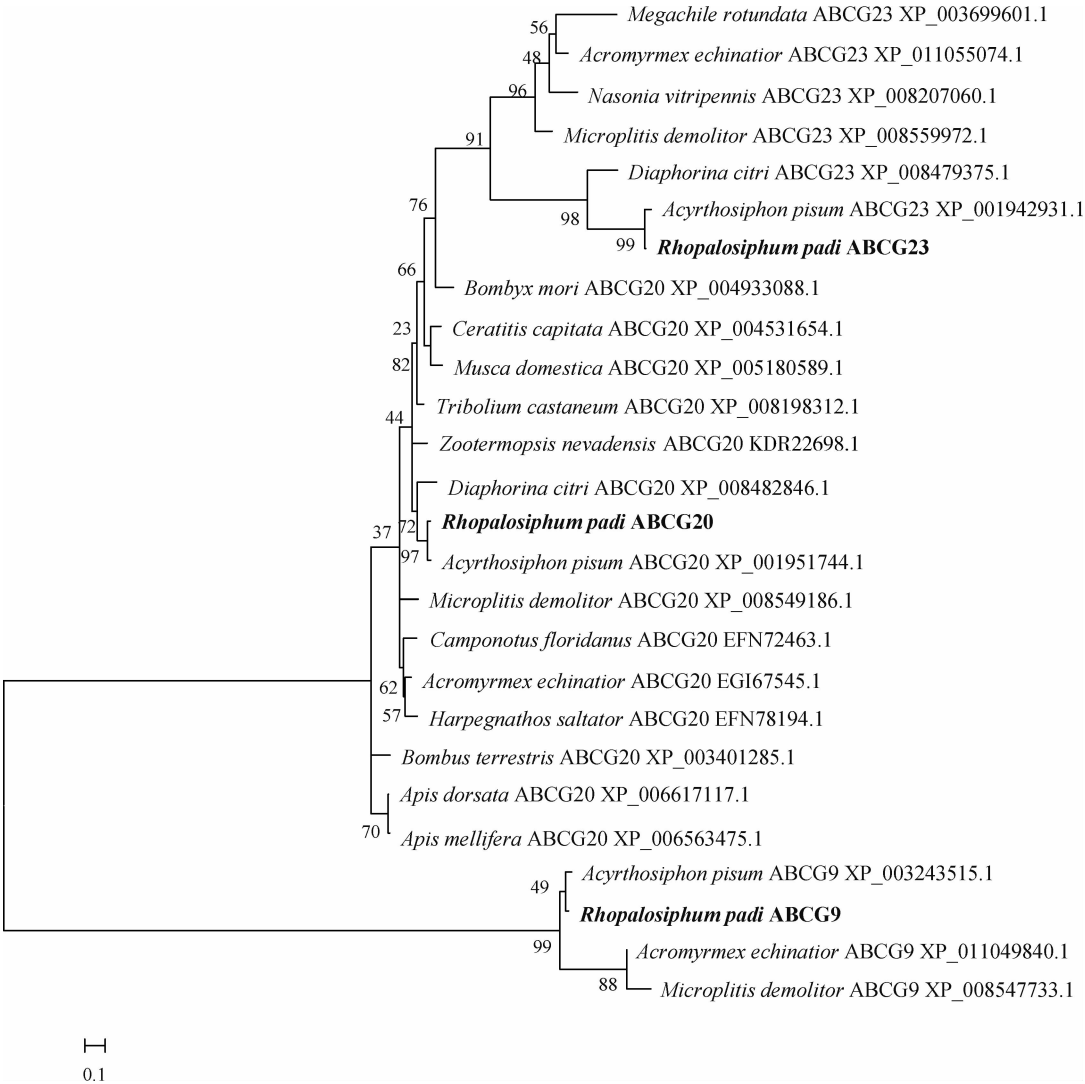 Megachile rotundata ABCG23 XP_003699601.1
56
Acromyrmex echinatior ABCG23 XP_011055074.1
48
Nasonia vitripennis ABCG23 XP_008207060.1
96
Microplitis demolitor ABCG23 XP_008559972.1
91
Diaphorina citri ABCG23 XP_008479375.1
76
Acyrthosiphon pisum ABCG23 XP_001942931.1
98
99
Rhopalosiphum padi ABCG23
66
Bombyx mori ABCG20 XP_004933088.1
23
Ceratitis capitata ABCG20 XP_004531654.1
82
Musca domestica ABCG20 XP_005180589.1
Tribolium castaneum ABCG20 XP_008198312.1
44
Zootermopsis nevadensis ABCG20 KDR22698.1
Diaphorina citri ABCG20 XP_008482846.1
37
72
Rhopalosiphum padi ABCG20
97
Acyrthosiphon pisum ABCG20 XP_001951744.1
Microplitis demolitor ABCG20 XP_008549186.1
Camponotus floridanus ABCG20 EFN72463.1
62
Acromyrmex echinatior ABCG20 EGI67545.1
57
Harpegnathos saltator ABCG20 EFN78194.1
Bombus terrestris ABCG20 XP_003401285.1
Apis dorsata ABCG20 XP_006617117.1
70
Apis mellifera ABCG20 XP_006563475.1
Acyrthosiphon pisum ABCG9 XP_003243515.1
49
Rhopalosiphum padi ABCG9
99
Acromyrmex echinatior ABCG9 XP_011049840.1
88
Microplitis demolitor ABCG9 XP_008547733.1
0.1